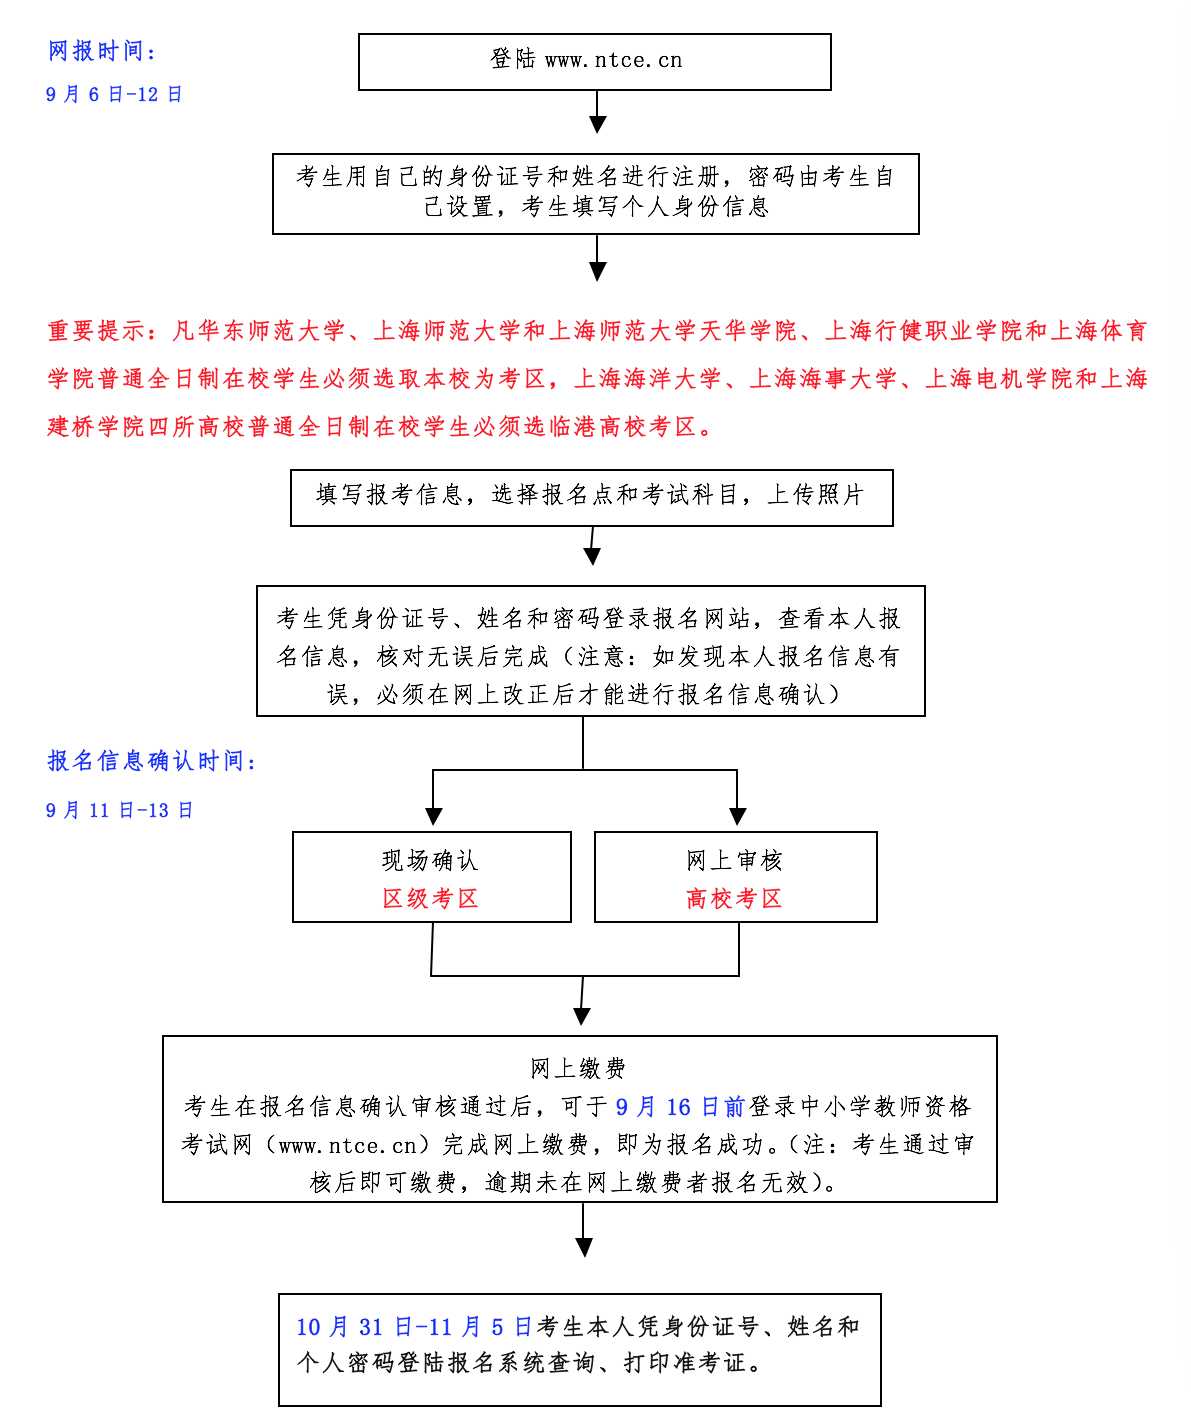 网报时间：
9 月 6 日-12 日
登陆 www.ntce.cn
考生用自己的身份证号和姓名进行注册，密码由考生自
己设置，考生填写个人身份信息
重要提示：凡华东师范大学、上海师范大学和上海师范大学天华学院、上海行健职业学院和上海体育
学院普通全日制在校学生必须选取本校为考区，上海海洋大学、上海海事大学、上海电机学院和上海
建桥学院四所高校普通全日制在校学生必须选临港高校考区。
填写报考信息，选择报名点和考试科目，上传照片
考生凭身份证号、姓名和密码登录报名网站，查看本人报
名信息，核对无误后完成（注意：如发现本人报名信息有
误，必须在网上改正后才能进行报名信息确认）
报名信息确认时间：
9 月 11 日-13 日
现场确认
区级考区
网上审核
高校考区
网上缴费
考生在报名信息确认审核通过后，可于 9 月 16 日前登录中小学教师资格
考试网（www.ntce.cn）完成网上缴费，即为报名成功。（注：考生通过审
核后即可缴费，逾期未在网上缴费者报名无效）。
10 月 31 日-11 月 5 日考生本人凭身份证号、姓名和
个人密码登陆报名系统查询、打印准考证。